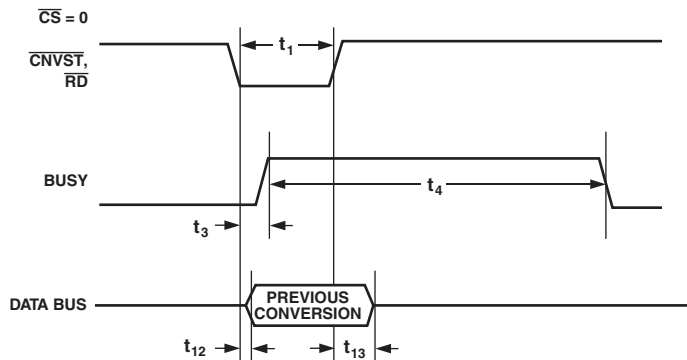 CS = 0
t1
CNVST,
RD
BUSY
t4
t3
DATA BUS
PREVIOUS
CONVERSION
t12
t13